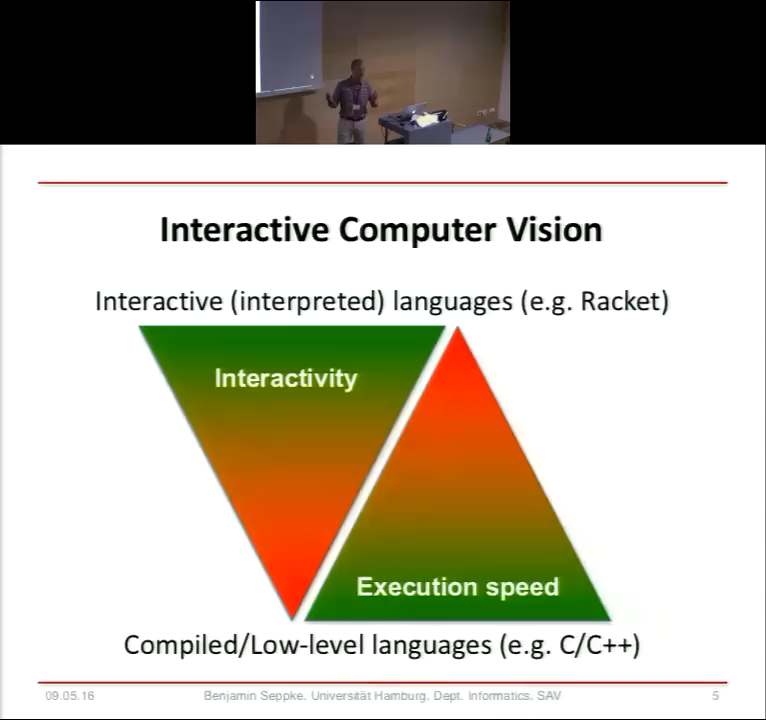 Interactive Computer Vision
Interactive (interpreted) languages (e.g. Racket)
Interactivity
Execution speed
Compiled/Low-level languages (e.g. C/C++)
09.05.16 Benjamin Seppke. Universität Hamburg. Dept. Informatics. SAV 5